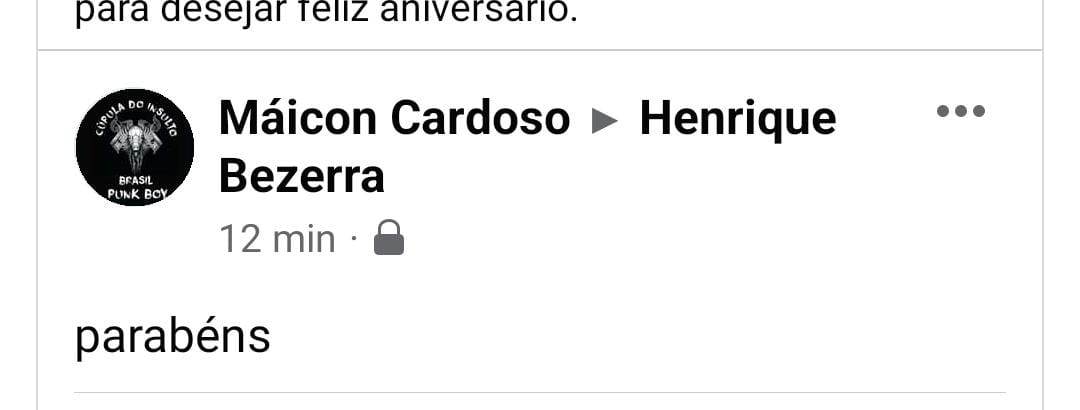 para desejar feliz aniversário.
CÚPULA DO INSULTO
Máicon Cardoso ▶ Henrique
Bezerra
BRASIL
PUNK BOY
12 min ·
parabéns